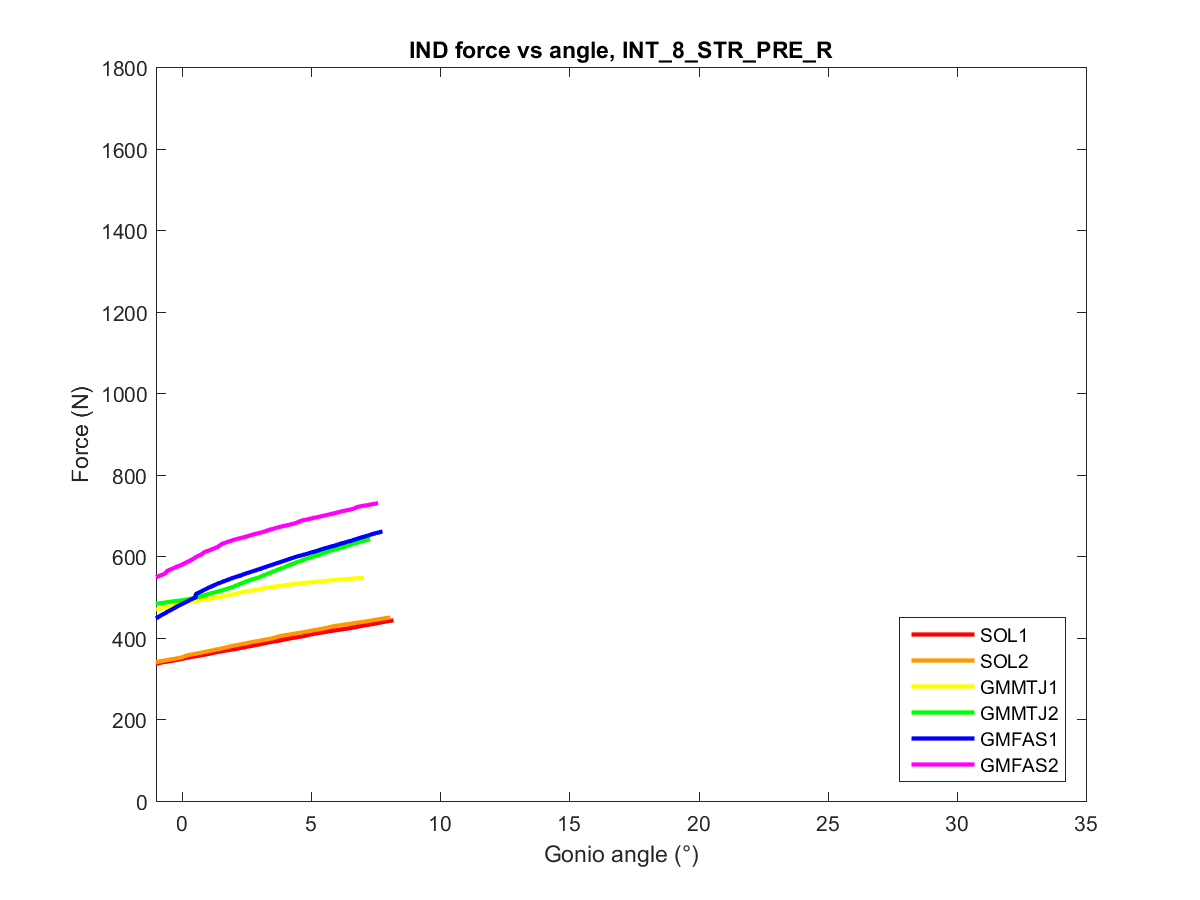 IND force vs angle, INT_8_STR_PRE_R
1800
1600
1400
1200
1000
800
600
400
200
0
Force (N)
0 5 10 15 20 25 30 35
Gonio angle (°)
SOL1
SOL2
GMMTJ1
GMMTJ2
GMFAS1
GMFAS2